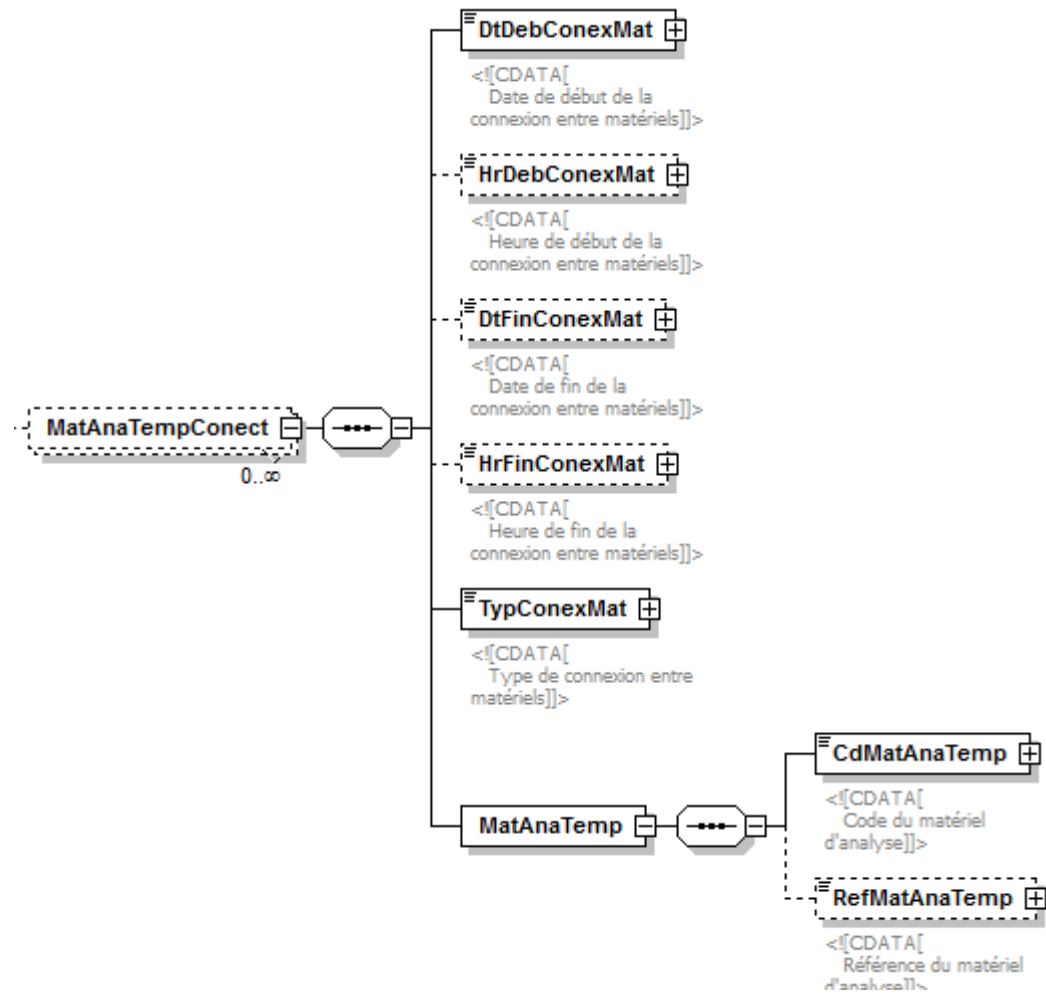 DtDebConexMat
<![CDATA[
Date de début de la
connexion entre matériels]]>
HrDebConexMat
<![CDATA[
Heure de début de la
connexion entre matériels]]>
DtFinConexMat
<![CDATA[
Date de fin de la
connexion entre matériels]]>
MatAnaTempConect
0..∞
HrFinConexMat
<![CDATA[
Heure de fin de la
connexion entre matériels]]>
TypConexMat
<![CDATA[
Type de connexion entre
matériels]]>
MatAnaTemp
CdMatAnaTemp
<![CDATA[
Code du matériel
d'analyse]]>
RefMatAnaTemp
<![CDATA[
Référence du matériel
d'analyse]]>